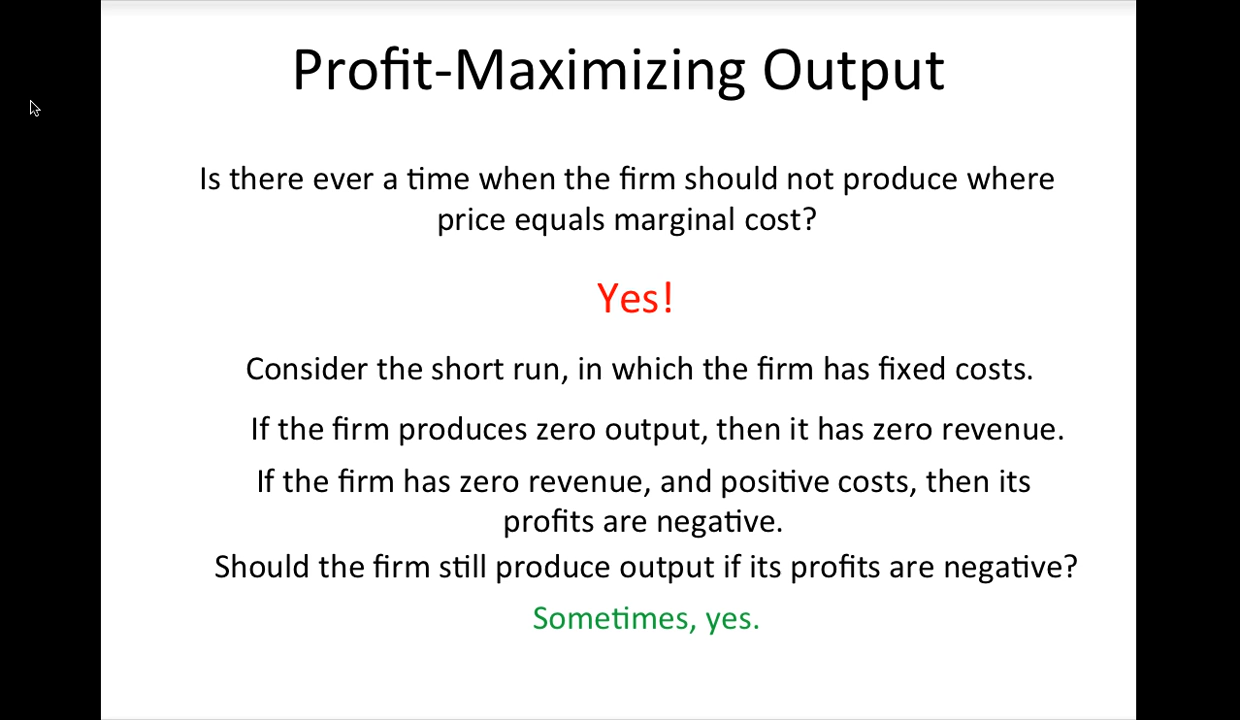 Profit-Maximizing Output
Is there ever a time when the firm should not produce where
price equals marginal cost?
Yes!
Consider the short run, in which the firm has fixed costs.
If the firm produces zero output, then it has zero revenue.
If the firm has zero revenue, and positive costs, then its
profits are negative.
Should the firm still produce output if its profits are negative?
Sometimes, yes.